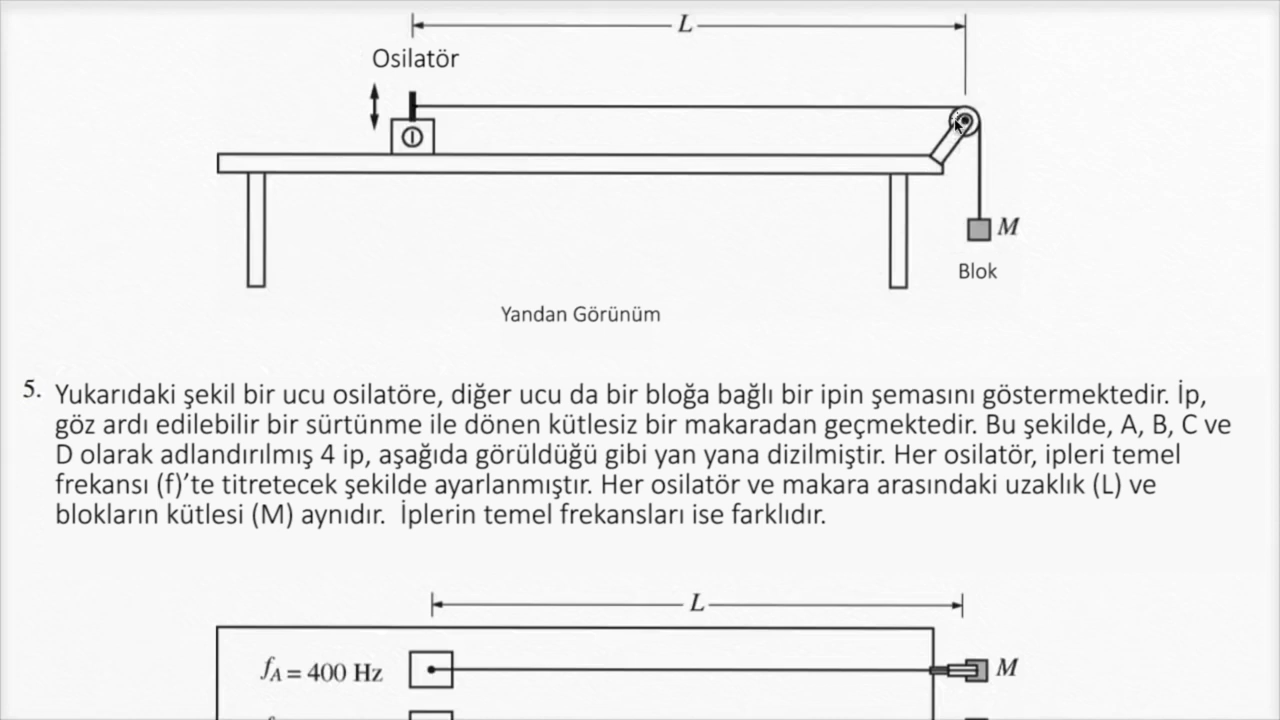 L
Osilatör
M
Blok
Yandan Görünüm
5. Yukarıdaki şekil bir ucu osilatöre, diğer ucu da bir bloğa bağlı bir ipin şemasını göstermektedir. İp,
göz ardı edilebilir bir sürtünme ile dönen kütlesiz bir makaradan geçmektedir. Bu şekilde, A, B, C ve
D olarak adlandırılmış 4 ip, aşağıda görüldüğü gibi yan yana dizilmiştir. Her osilatör, ipleri temel
frekansı (f)’te titretecek şekilde ayarlanmıştır. Her osilatör ve makara arasındaki uzaklık (L) ve
blokların kütlesi (M) aynıdır. İplerin temel frekansları ise farklıdır.
L
fA = 400 Hz
M